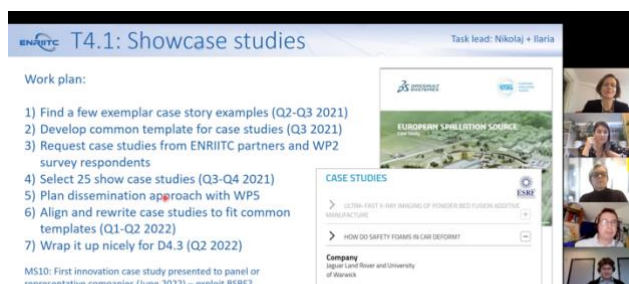 ENRIITC T4.1: Showcase studies
Task lead: Nikolaj + Ilaria
Work plan:
1) Find a few exemplar case story examples (Q2-Q3 2021)
2) Develop common template for case studies (Q3 2021)
3) Request case studies from ENRIITC partners and WP2
survey respondents
4) Select 25 show case studies (Q3-Q4 2021)
5) Plan dissemination approach with WP5
6) Align and rewrite case studies to fit common
templates (Q1-Q2 2022)
7) Wrap it up nicely for D4.3 (Q2 2022)
MS10: First innovation case study presented to panel or
representative companies (June 2022) – exploit BSBF?
DASSAULT
SYSTEMES
EUROPEAN SPALLATION SOURCE
CASE STUDIES
ESRF
ULTRA-FAST X-RAY IMAGING OF POWDER BED FUSION ADDITIVE
MANUFACTURE
HOW DO SAFETY FOAMS IN CAR DEFORM?
Company
Jaguar Land Rover and University
of Warwick